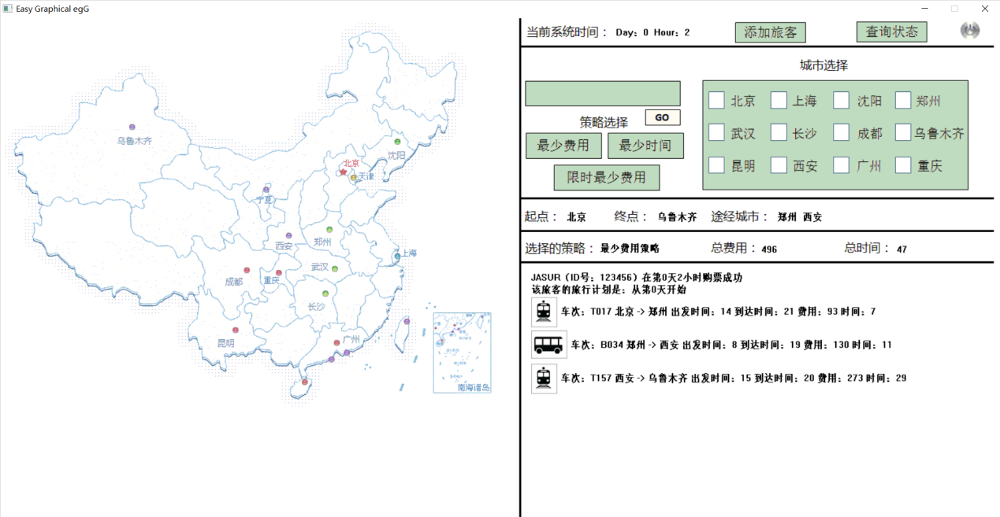 Easy Graphical egG
当前系统时间： Day：0 Hour：2
添加旅客
查询状态
城市选择
北京 上海 沈阳 郑州
武汉 长沙 成都 乌鲁木齐
昆明 西安 广州 重庆
GO
策略选择
最少费用 最少时间
限时最少费用
起点： 北京 终点： 乌鲁木齐 途经城市： 郑州 西安
选择的策略： 最少费用策略 总费用： 496 总时间： 47
JASUR（ID号：123456）在第0天2小时购票成功
该旅客的旅行计划是：从第0天开始
车次：T017 北京 -> 郑州 出发时间：14 到达时间：21 费用：93 时间：7
车次：B034 郑州 -> 西安 出发时间：8 到达时间：19 费用：130 时间：11
车次：T157 西安 -> 乌鲁木齐 出发时间：15 到达时间：20 费用：273 时间：29
乌鲁木齐
沈阳
北京
天津
宁夏
西安
郑州
上海
武汉
成都
重庆
长沙
昆明
广州
南海诸岛